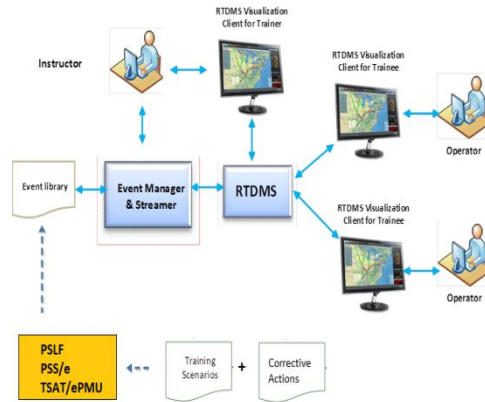 RTDMS Visualization
Client for Trainer
Instructor
RTDMS Visualization
Client for Trainee
Operator
Event library
Event Manager
& Streamer
RTDMS
RTDMS Visualization
Client for Trainee
Operator
PSLF
PSS/e
TSAT/ePMU
Training
Scenarios
+
Corrective
Actions